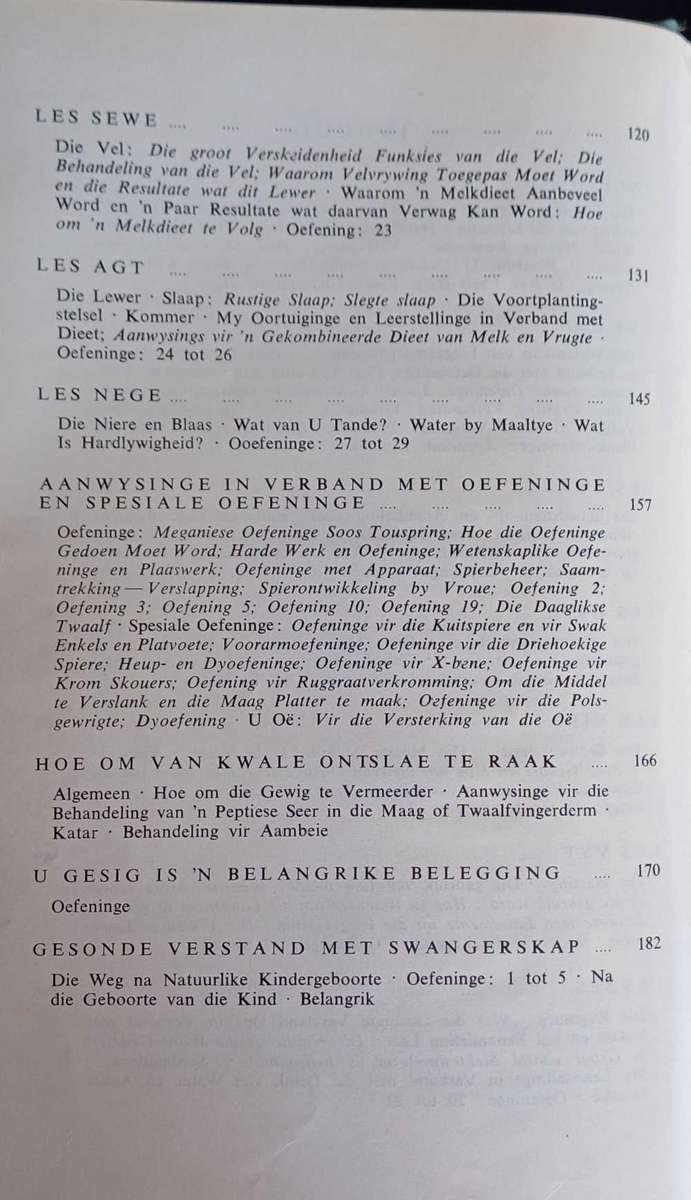 LES SEWE .... .... .... .... .... .... .... .... .... 120
Die Vel: Die groot Verskeidenheid Funksies van die Vel; Die
Behandeling van die Vel; Waarom Velvrywing Toegepas Moet Word
en die Resultate wat dit Lewer · Waarom 'n Melkdieet Aanbeveel
Word en 'n Paar Resultate wat daarvan Verwag Kan Word: Hoe
om 'n Melkdieet te Volg · Oefening: 23
LES AGT .... .... .... .... .... .... .... .... .... 131
Die Lewer · Slaap: Rustige Slaap; Slegte slaap · Die Voortplanting-
stelsel · Kommer · My Oortuiginge en Leerstellinge in Verband met
Dieet; Aanwysings vir 'n Gekombineerde Dieet van Melk en Vrugte ·
Oefeninge: 24 tot 26
LES NEGE .... .... .... .... .... .... .... .... .... 145
Die Niere en Blaas · Wat van U Tande? · Water by Maaltye · Wat
Is Hardlywigheid? · Ooefeninge: 27 tot 29
AANWYSINGE IN VERBAND MET OEFENINGE
EN SPESIALE OEFENINGE .... .... .... .... .... 157
Oefeninge: Meganiese Oefeninge Soos Touspring; Hoe die Oefeninge
Gedoen Moet Word; Harde Werk en Oefeninge; Wetenskaplike Oefe-
ninge en Plaaswerk; Oefeninge met Apparaat; Spierbeheer; Saam-
trekking — Verslapping; Spierontwikkeling by Vroue; Oefening 2;
Oefening 3; Oefening 5; Oefening 10; Oefening 19; Die Daaglikse
Twaalf · Spesiale Oefeninge: Oefeninge vir die Kuitspiere en vir Swak
Enkels en Platvoete; Voorarmoefeninge; Oefeninge vir die Driehoekige
Spiere; Heup- en Dyoefeninge; Oefeninge vir X-bene; Oefeninge vir
Krom Skouers; Oefening vir Ruggraatverkromming; Om die Middel
te Verslank en die Maag Platter te maak; Oefeninge vir die Pols-
gewrigte; Dyoefening · U Oë: Vir die Versterking van die Oë
HOE OM VAN KWALE ONTSLAE TE RAAK .... 166
Algemeen · Hoe om die Gewig te Vermeerder · Aanwysinge vir die
Behandeling van 'n Peptiese Seer in die Maag of Twaalfvingerderm ·
Katar · Behandeling vir Aambeie
U GESIG IS 'N BELANGRIKE BELEGGING .... 170
Oefeninge
GESONDE VERSTAND MET SWANGERSKAP .... 182
Die Weg na Natuurlike Kindergeboorte · Oefeninge: 1 tot 5 · Na
die Geboorte van die Kind · Belangrik